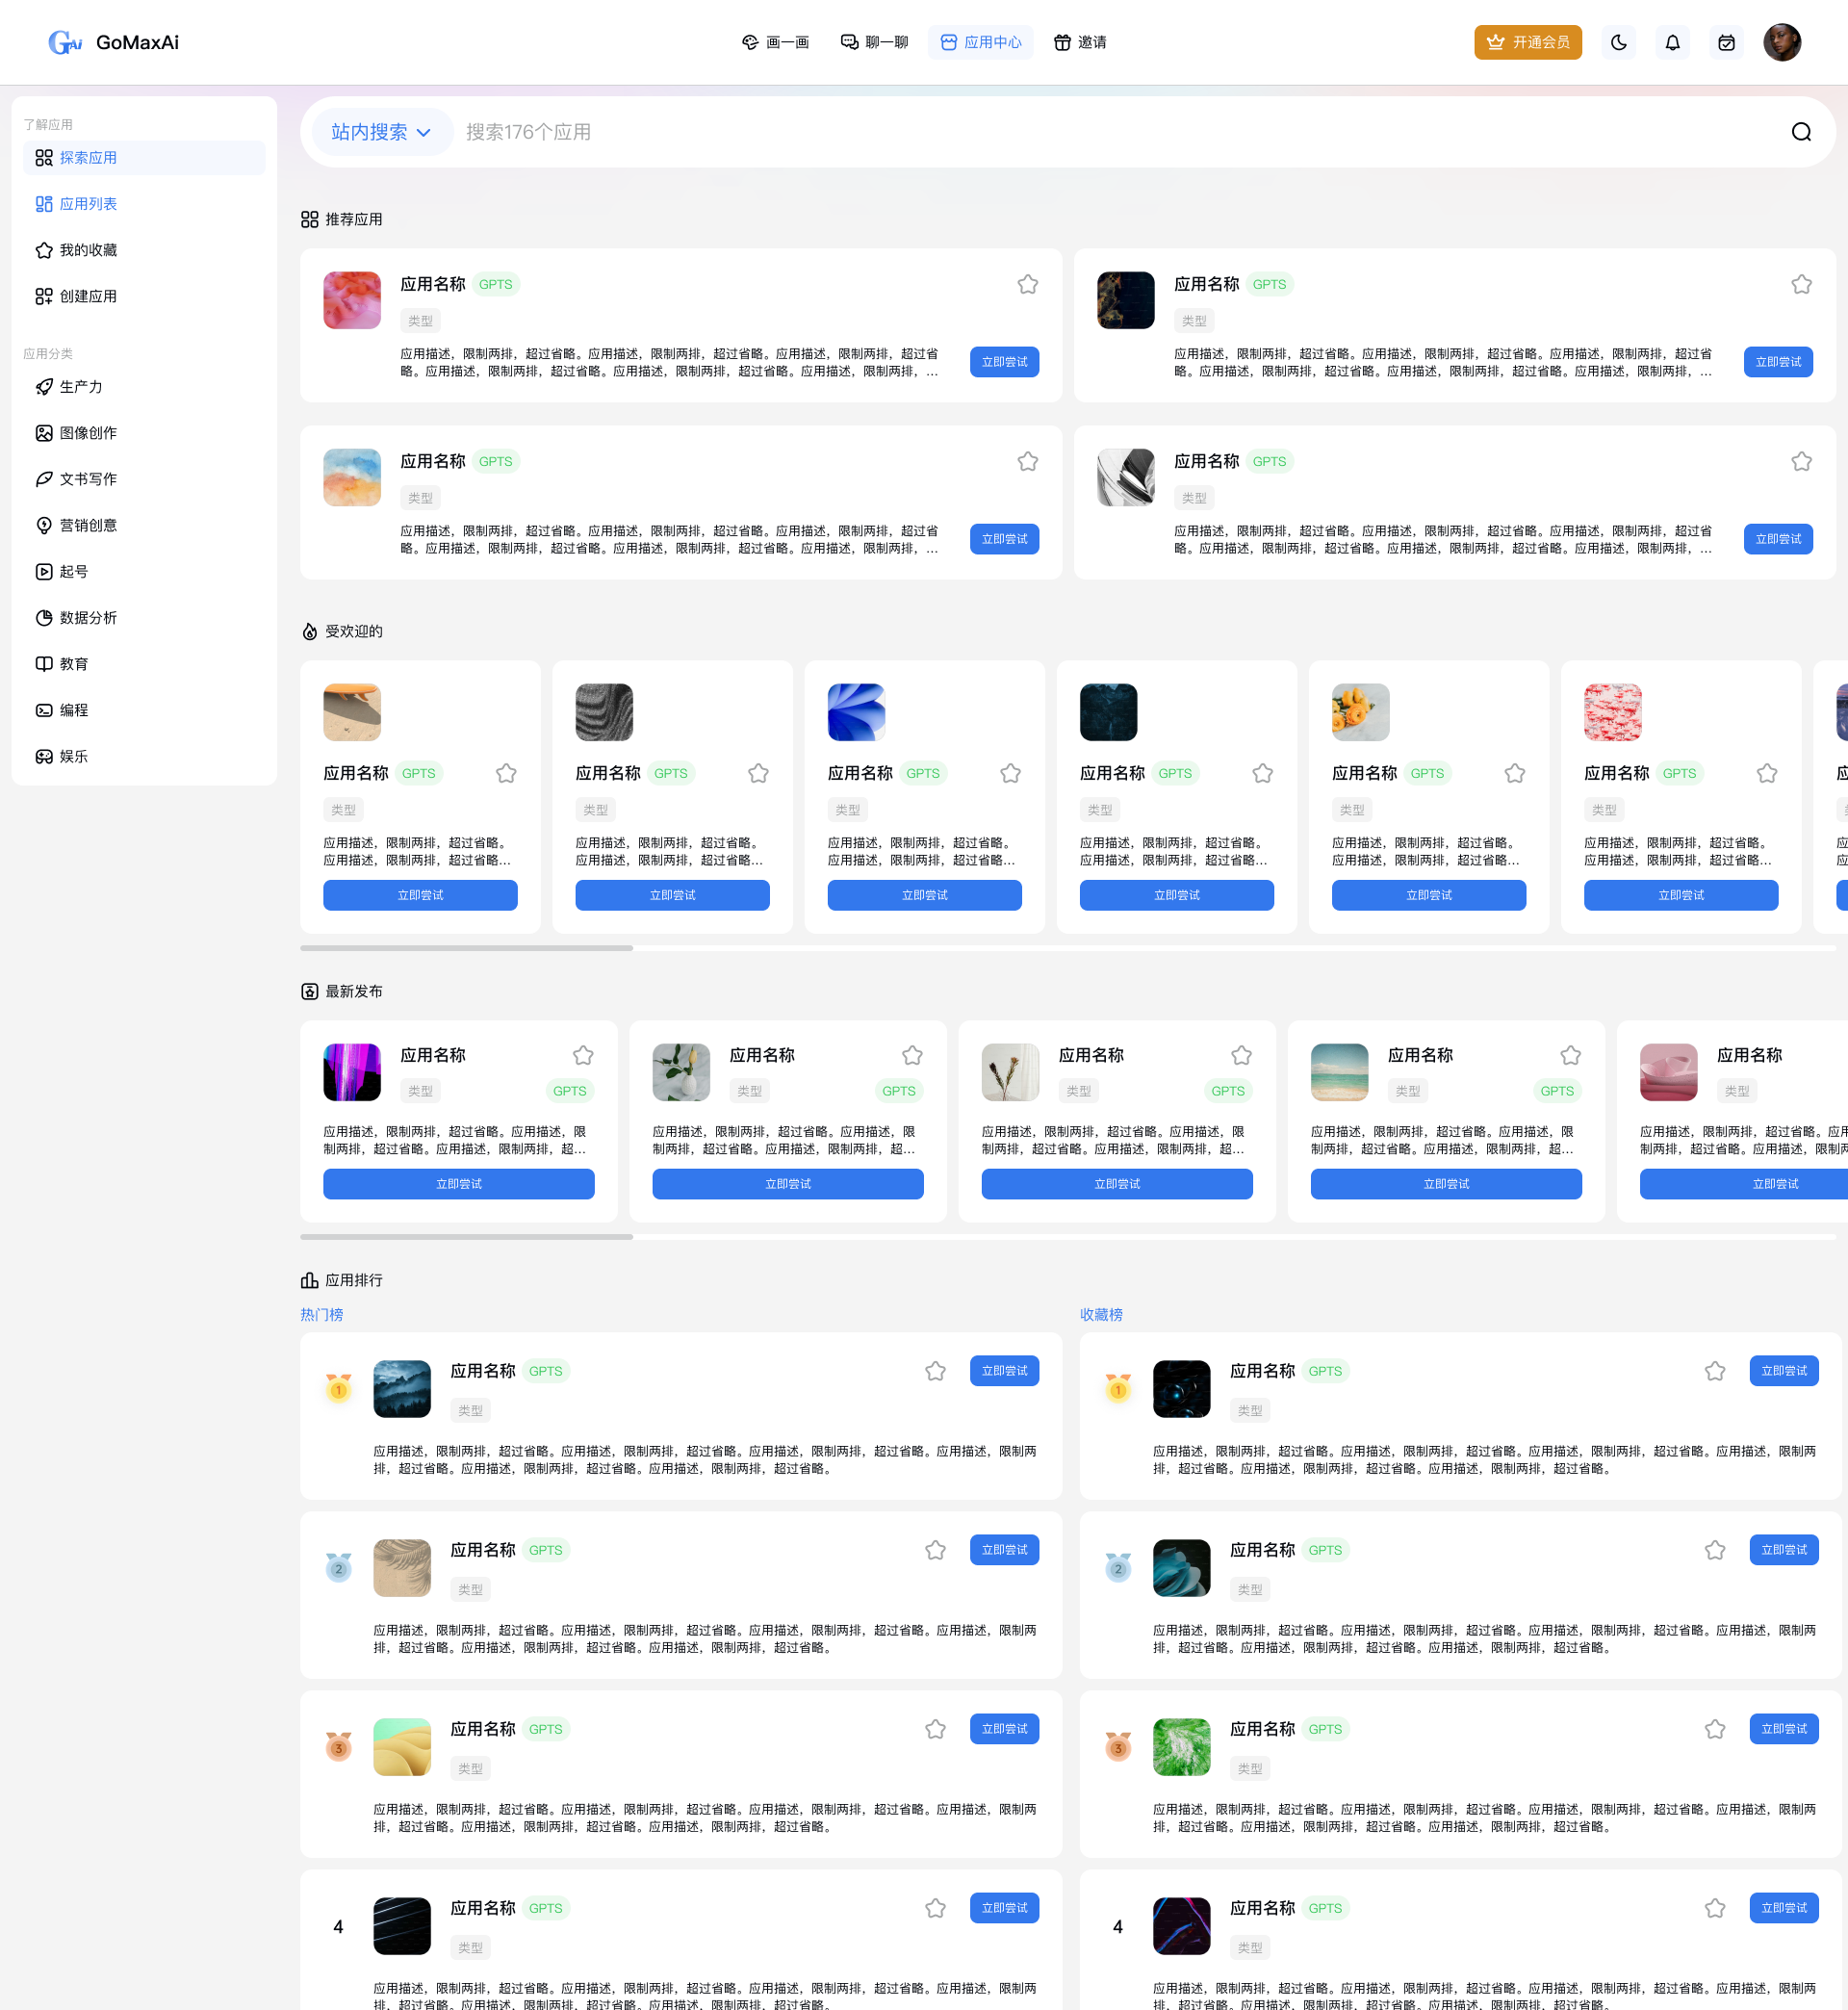 GoMaxAi
画一画
聊一聊
应用中心
邀请
开通会员
了解应用
探索应用
应用列表
我的收藏
创建应用
应用分类
生产力
图像创作
文书写作
营销创意
起号
数据分析
教育
编程
娱乐
站内搜索
搜索176个应用
推荐应用
应用名称 GPTS
类型
应用描述，限制两排，超过省略。应用描述，限制两排，超过省略。应用描述，限制两排，超过省
略。应用描述，限制两排，超过省略。应用描述，限制两排，超过省略。应用描述，限制两排，...
立即尝试
应用名称 GPTS
类型
应用描述，限制两排，超过省略。应用描述，限制两排，超过省略。应用描述，限制两排，超过省
略。应用描述，限制两排，超过省略。应用描述，限制两排，超过省略。应用描述，限制两排，...
立即尝试
应用名称 GPTS
类型
应用描述，限制两排，超过省略。应用描述，限制两排，超过省略。应用描述，限制两排，超过省
略。应用描述，限制两排，超过省略。应用描述，限制两排，超过省略。应用描述，限制两排，...
立即尝试
应用名称 GPTS
类型
应用描述，限制两排，超过省略。应用描述，限制两排，超过省略。应用描述，限制两排，超过省
略。应用描述，限制两排，超过省略。应用描述，限制两排，超过省略。应用描述，限制两排，...
立即尝试
受欢迎的
应用名称 GPTS
类型
应用描述，限制两排，超过省略。
应用描述，限制两排，超过省略...
立即尝试
应用名称 GPTS
类型
应用描述，限制两排，超过省略。
应用描述，限制两排，超过省略...
立即尝试
应用名称 GPTS
类型
应用描述，限制两排，超过省略。
应用描述，限制两排，超过省略...
立即尝试
应用名称 GPTS
类型
应用描述，限制两排，超过省略。
应用描述，限制两排，超过省略...
立即尝试
应用名称 GPTS
类型
应用描述，限制两排，超过省略。
应用描述，限制两排，超过省略...
立即尝试
应用名称 GPTS
类型
应用描述，限制两排，超过省略。
应用描述，限制两排，超过省略...
立即尝试
最新发布
应用名称
类型 GPTS
应用描述，限制两排，超过省略。应用描述，限
制两排，超过省略。应用描述，限制两排，超...
立即尝试
应用名称
类型 GPTS
应用描述，限制两排，超过省略。应用描述，限
制两排，超过省略。应用描述，限制两排，超...
立即尝试
应用名称
类型 GPTS
应用描述，限制两排，超过省略。应用描述，限
制两排，超过省略。应用描述，限制两排，超...
立即尝试
应用名称
类型 GPTS
应用描述，限制两排，超过省略。应用描述，限
制两排，超过省略。应用描述，限制两排，超...
立即尝试
应用名称
类型
应用描述，限制两排，超过省略。应用
制两排，超过省略。应用描述，限制两
立即尝试
应用排行
热门榜
1
应用名称 GPTS
立即尝试
类型
应用描述，限制两排，超过省略。应用描述，限制两排，超过省略。应用描述，限制两排，超过省略。应用描述，限制两
排，超过省略。应用描述，限制两排，超过省略。应用描述，限制两排，超过省略。
2
应用名称 GPTS
立即尝试
类型
应用描述，限制两排，超过省略。应用描述，限制两排，超过省略。应用描述，限制两排，超过省略。应用描述，限制两
排，超过省略。应用描述，限制两排，超过省略。应用描述，限制两排，超过省略。
3
应用名称 GPTS
立即尝试
类型
应用描述，限制两排，超过省略。应用描述，限制两排，超过省略。应用描述，限制两排，超过省略。应用描述，限制两
排，超过省略。应用描述，限制两排，超过省略。应用描述，限制两排，超过省略。
4
应用名称 GPTS
立即尝试
类型
应用描述，限制两排，超过省略。应用描述，限制两排，超过省略。应用描述，限制两排，超过省略。应用描述，限制两
排，超过省略。应用描述，限制两排，超过省略。应用描述，限制两排，超过省略。
收藏榜
1
应用名称 GPTS
立即尝试
类型
应用描述，限制两排，超过省略。应用描述，限制两排，超过省略。应用描述，限制两排，超过省略。应用描述，限制两
排，超过省略。应用描述，限制两排，超过省略。应用描述，限制两排，超过省略。
2
应用名称 GPTS
立即尝试
类型
应用描述，限制两排，超过省略。应用描述，限制两排，超过省略。应用描述，限制两排，超过省略。应用描述，限制两
排，超过省略。应用描述，限制两排，超过省略。应用描述，限制两排，超过省略。
3
应用名称 GPTS
立即尝试
类型
应用描述，限制两排，超过省略。应用描述，限制两排，超过省略。应用描述，限制两排，超过省略。应用描述，限制两
排，超过省略。应用描述，限制两排，超过省略。应用描述，限制两排，超过省略。
4
应用名称 GPTS
立即尝试
类型
应用描述，限制两排，超过省略。应用描述，限制两排，超过省略。应用描述，限制两排，超过省略。应用描述，限制两
排，超过省略。应用描述，限制两排，超过省略。应用描述，限制两排，超过省略。